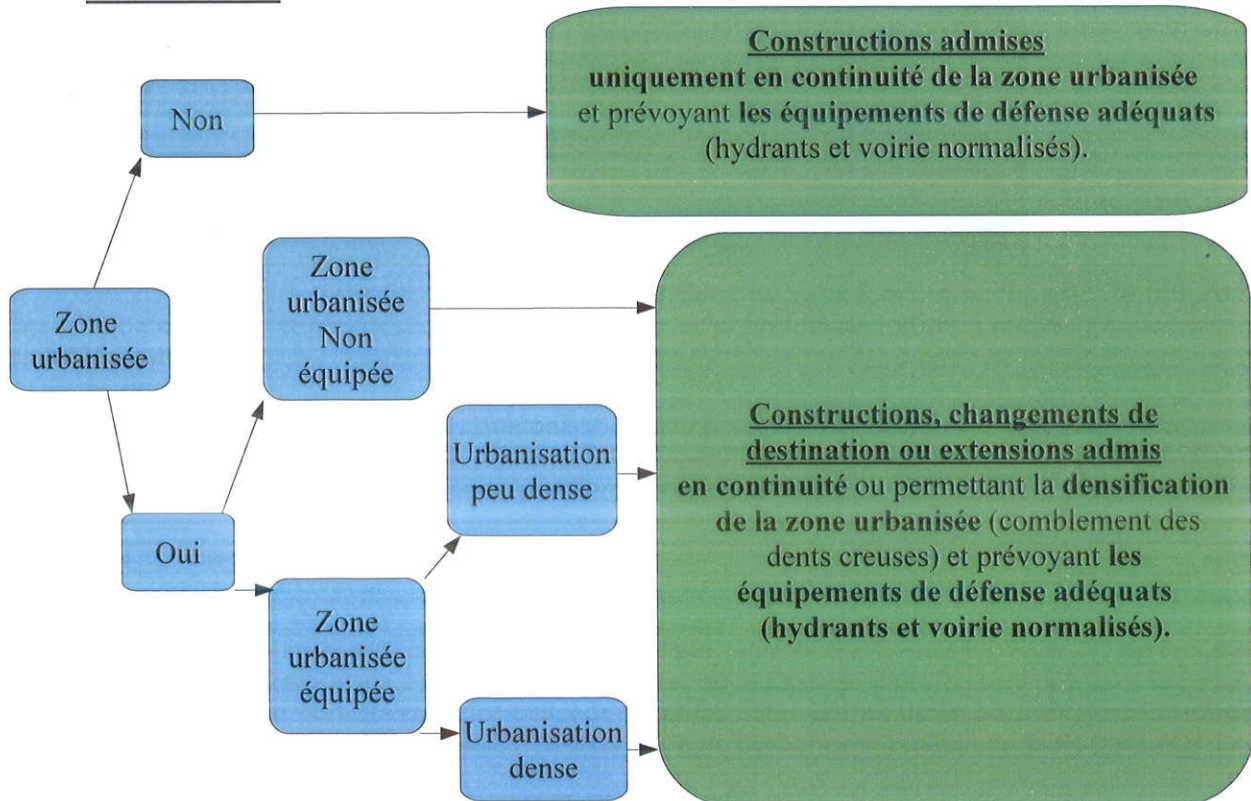 Constructions admises
uniquement en continuité de la zone urbanisée
et prévoyant les équipements de défense adéquats
(hydrants et voirie normalisés).
Non
Zone
urbanisée
Zone
urbanisée
Non
équipée
Urbanisation
peu dense
Oui
Zone
urbanisée
équipée
Urbanisation
dense
Constructions, changements de
destination ou extensions admis
en continuité ou permettant la densification
de la zone urbanisée (comblement des
dents creuses) et prévoyant les
équipements de défense adéquats
(hydrants et voirie normalisés).